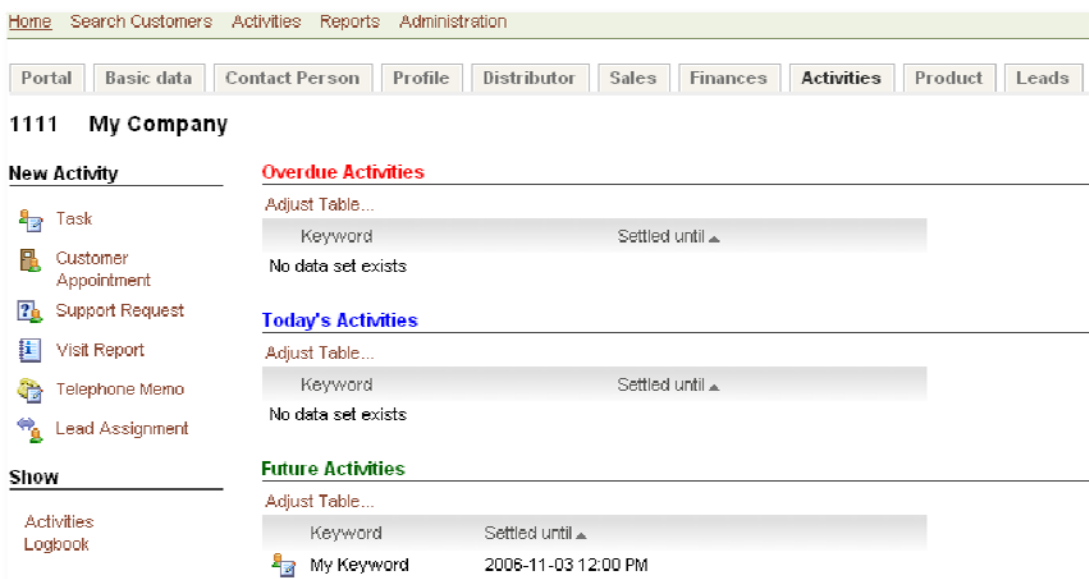 Home Search Customers Activities Reports Administration
Portal Basic data Contact Person Profile Distributor Sales Finances Activities Product Leads
1111 My Company
New Activity
Task
Customer
Appointment
Support Request
Visit Report
Telephone Memo
Lead Assignment
Show
Activities
Logbook
Overdue Activities
Adjust Table...
Keyword Settled until
No data set exists
Today's Activities
Adjust Table...
Keyword Settled until
No data set exists
Future Activities
Adjust Table...
Keyword Settled until
My Keyword 2006-11-03 12:00 PM